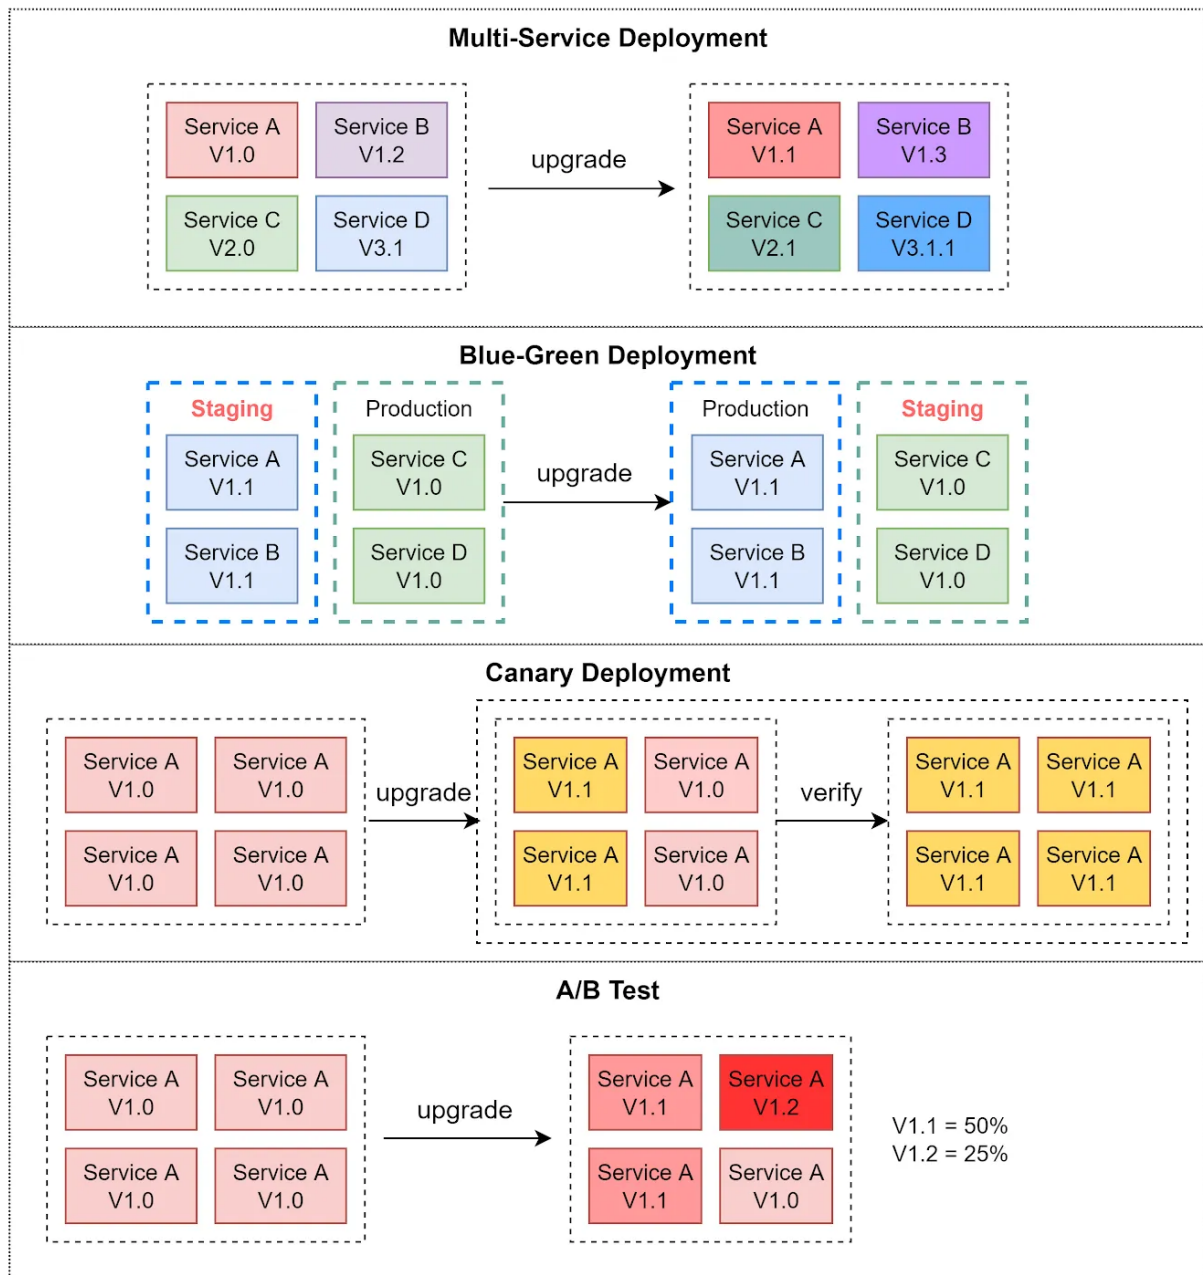 Multi-Service Deployment
Service A
V1.0
Service B
V1.2
Service C
V2.0
Service D
V3.1
upgrade
Service A
V1.1
Service B
V1.3
Service C
V2.1
Service D
V3.1.1
Blue-Green Deployment
Staging
Service A
V1.1
Service B
V1.1
Production
Service C
V1.0
Service D
V1.0
upgrade
Production
Service A
V1.1
Service B
V1.1
Staging
Service C
V1.0
Service D
V1.0
Canary Deployment
Service A
V1.0
Service A
V1.0
Service A
V1.0
Service A
V1.0
upgrade
Service A
V1.1
Service A
V1.0
Service A
V1.1
Service A
V1.0
verify
Service A
V1.1
Service A
V1.1
Service A
V1.1
Service A
V1.1
A/B Test
Service A
V1.0
Service A
V1.0
Service A
V1.0
Service A
V1.0
upgrade
Service A
V1.1
Service A
V1.2
Service A
V1.1
Service A
V1.0
V1.1 = 50%
V1.2 = 25%